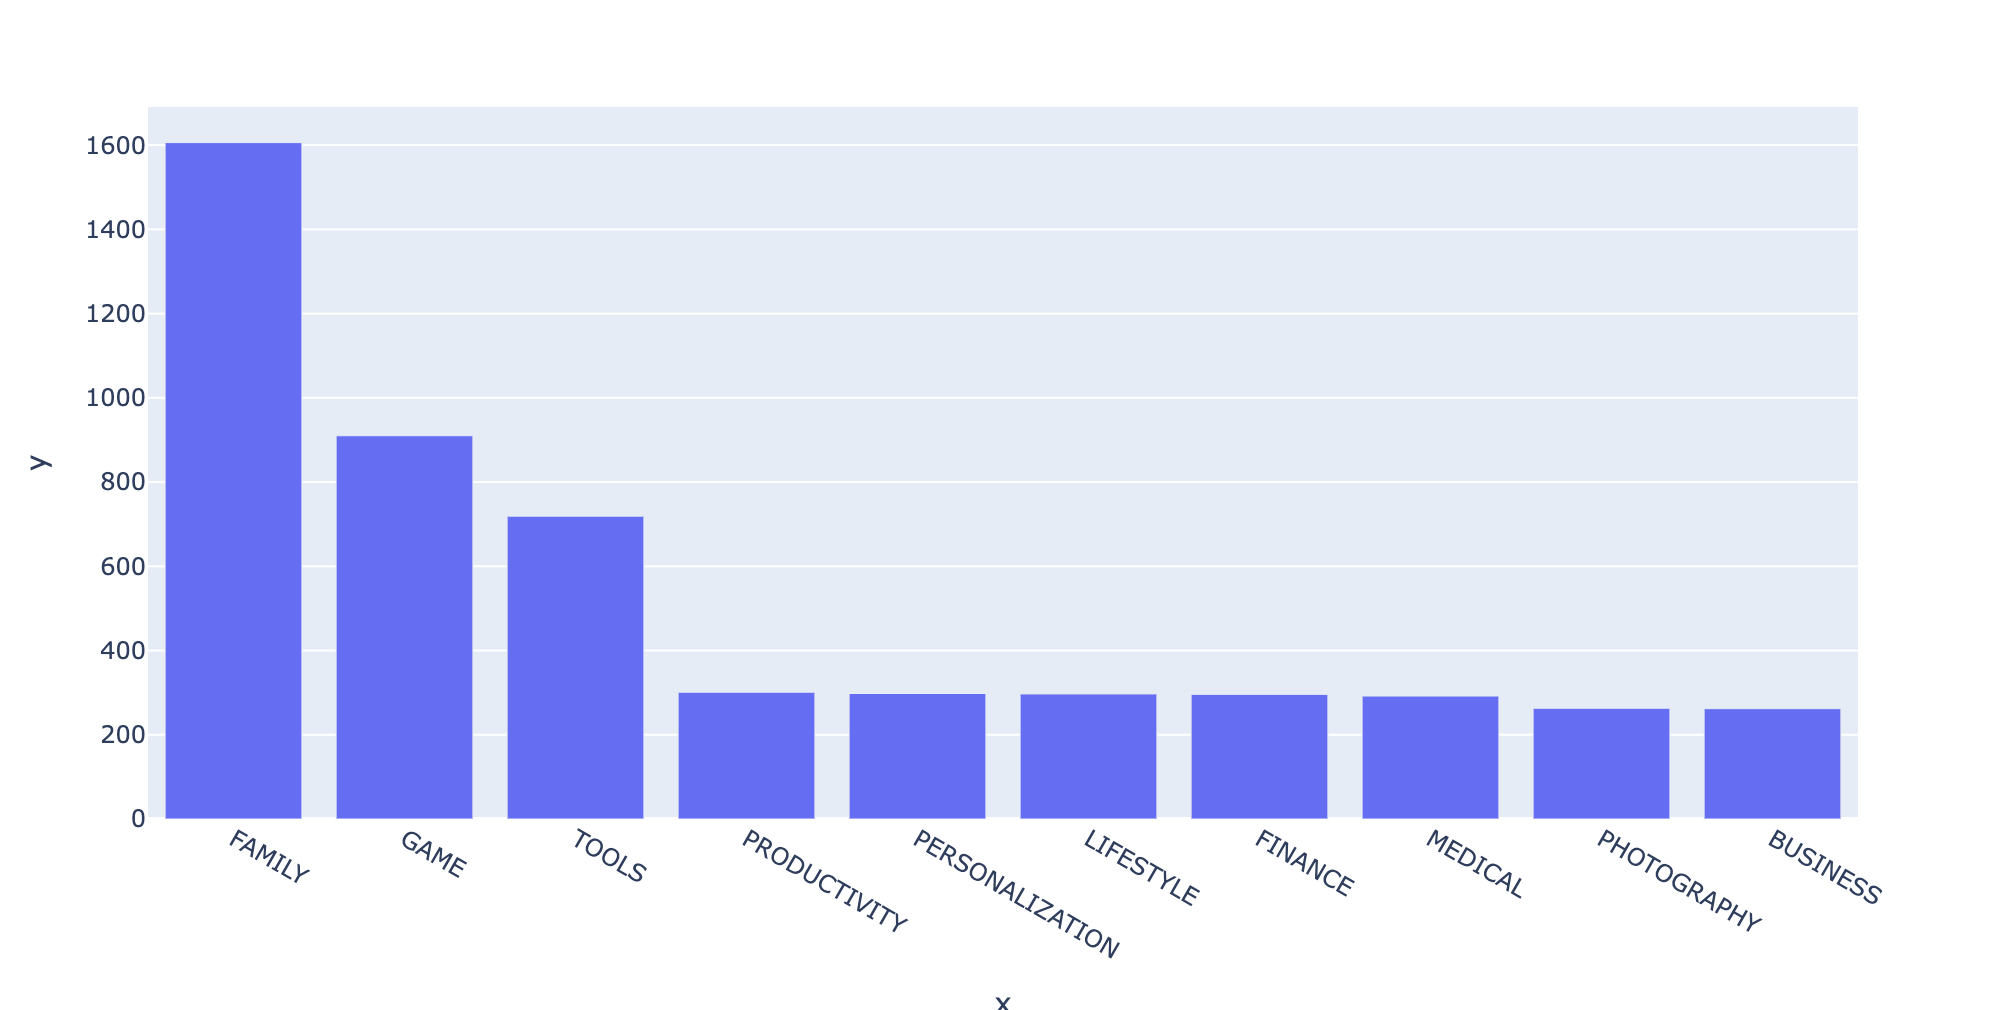 1600
1400
1200
1000
800
600
400
200
0
y
FAMILY
GAME
TOOLS
PRODUCTIVITY
PERSONALIZATION
LIFESTYLE
FINANCE
MEDICAL
PHOTOGRAPHY
BUSINESS
x